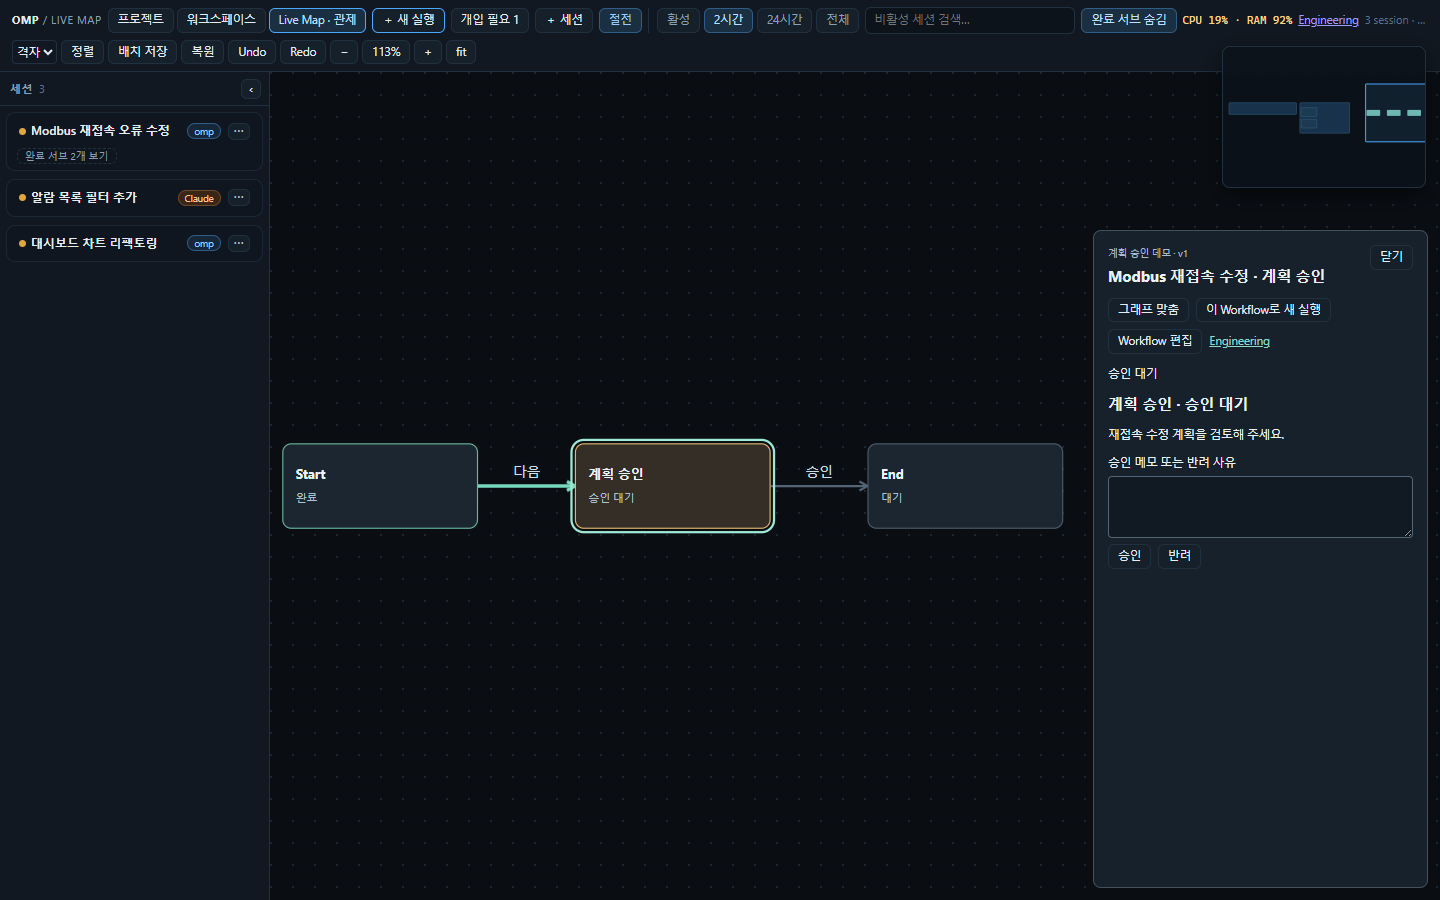 OMP / LIVE MAP 프로젝트 워크스페이스 Live Map · 관제 + 새 실행 개입 필요 1 + 세션 절전 활성 2시간 24시간 전체 비활성 세션 검색... 완료 서브 숨김 CPU 19% · RAM 92% Engineering 3 session · ...
격자 정렬 배치 저장 복원 Undo Redo − 113% + fit
세션 3 ‹
Modbus 재접속 오류 수정 omp ···
완료 서브 2개 보기
알람 목록 필터 추가 Claude ···
대시보드 차트 리팩토링 omp ···
Start
완료
다음
계획 승인
승인 대기
승인
End
대기
계획 승인 데모 · v1
닫기
Modbus 재접속 수정 · 계획 승인
그래프 맞춤 이 Workflow로 새 실행
Workflow 편집 Engineering
승인 대기
계획 승인 · 승인 대기
재접속 수정 계획을 검토해 주세요.
승인 메모 또는 반려 사유
승인 반려